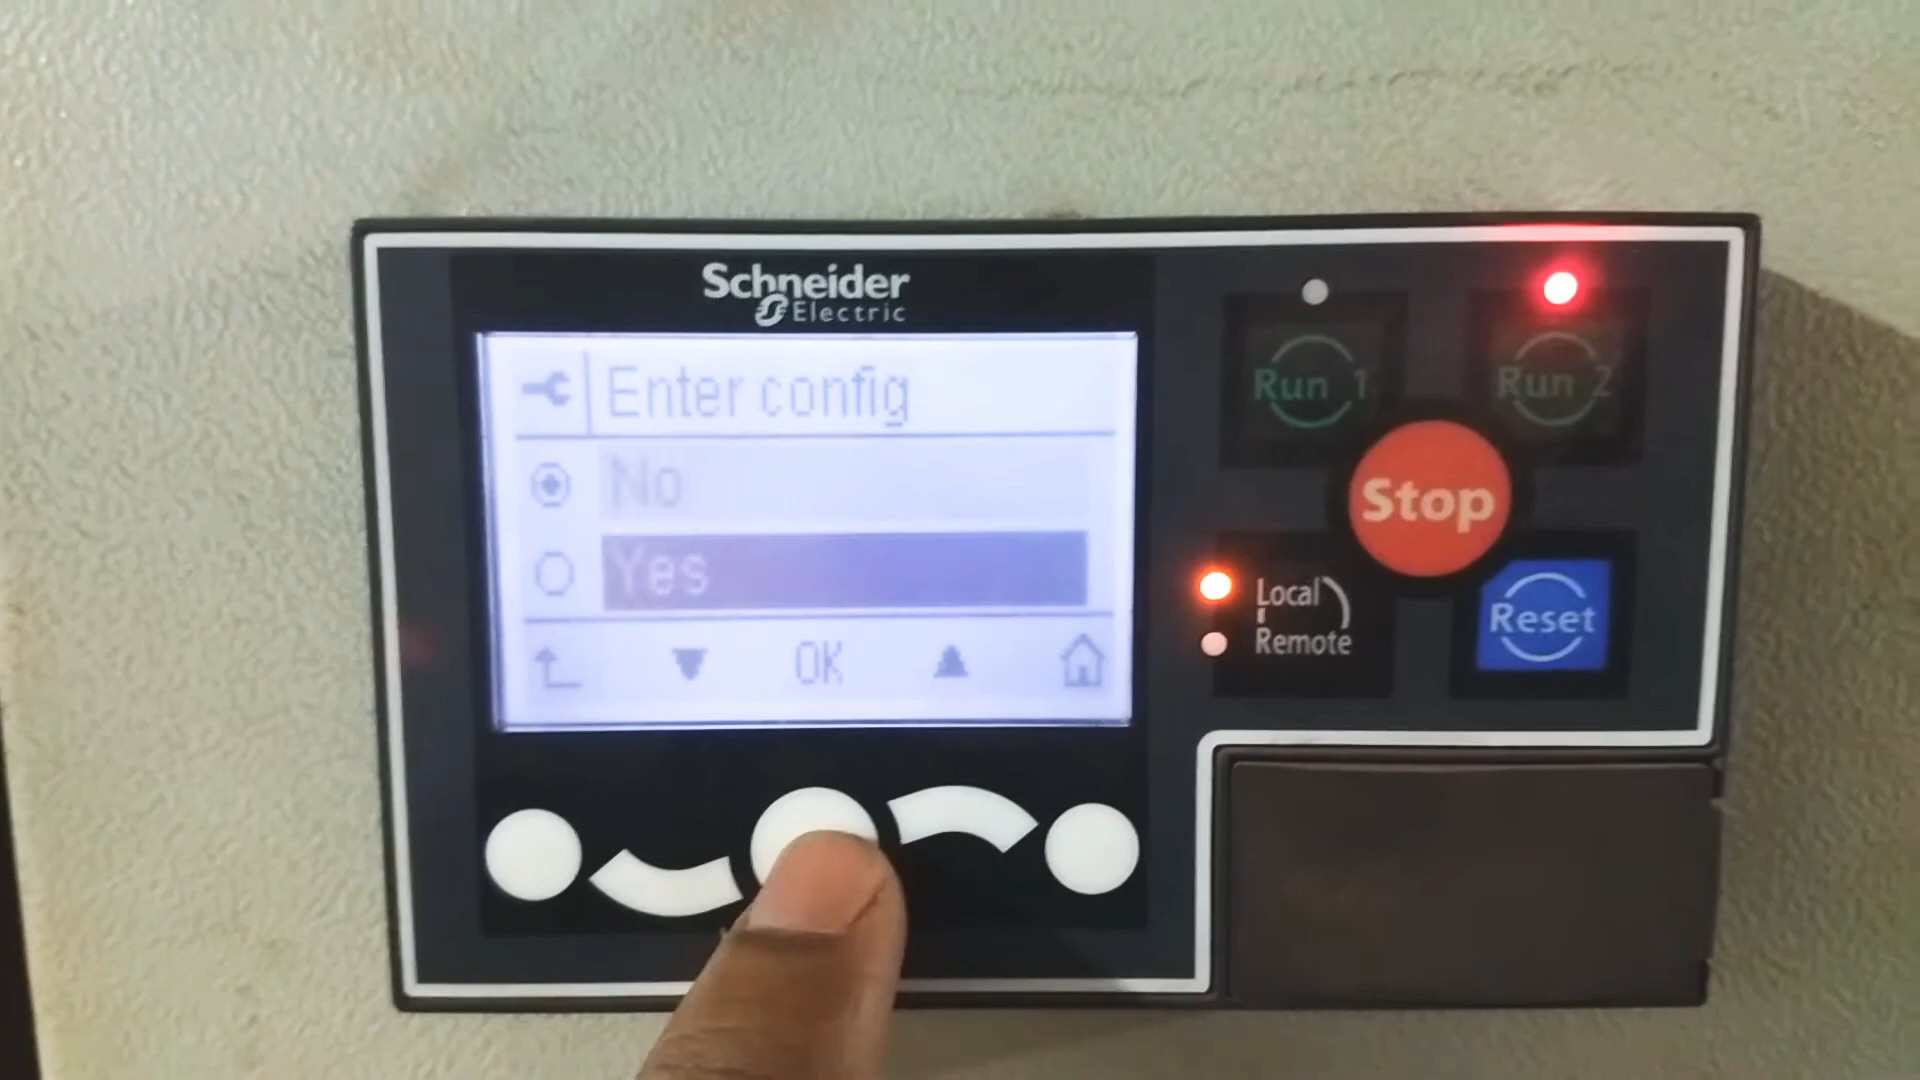 Schneider
Electric
Enter config
No
Yes
OK
Run 1
Run 2
Stop
Local
Remote
Reset